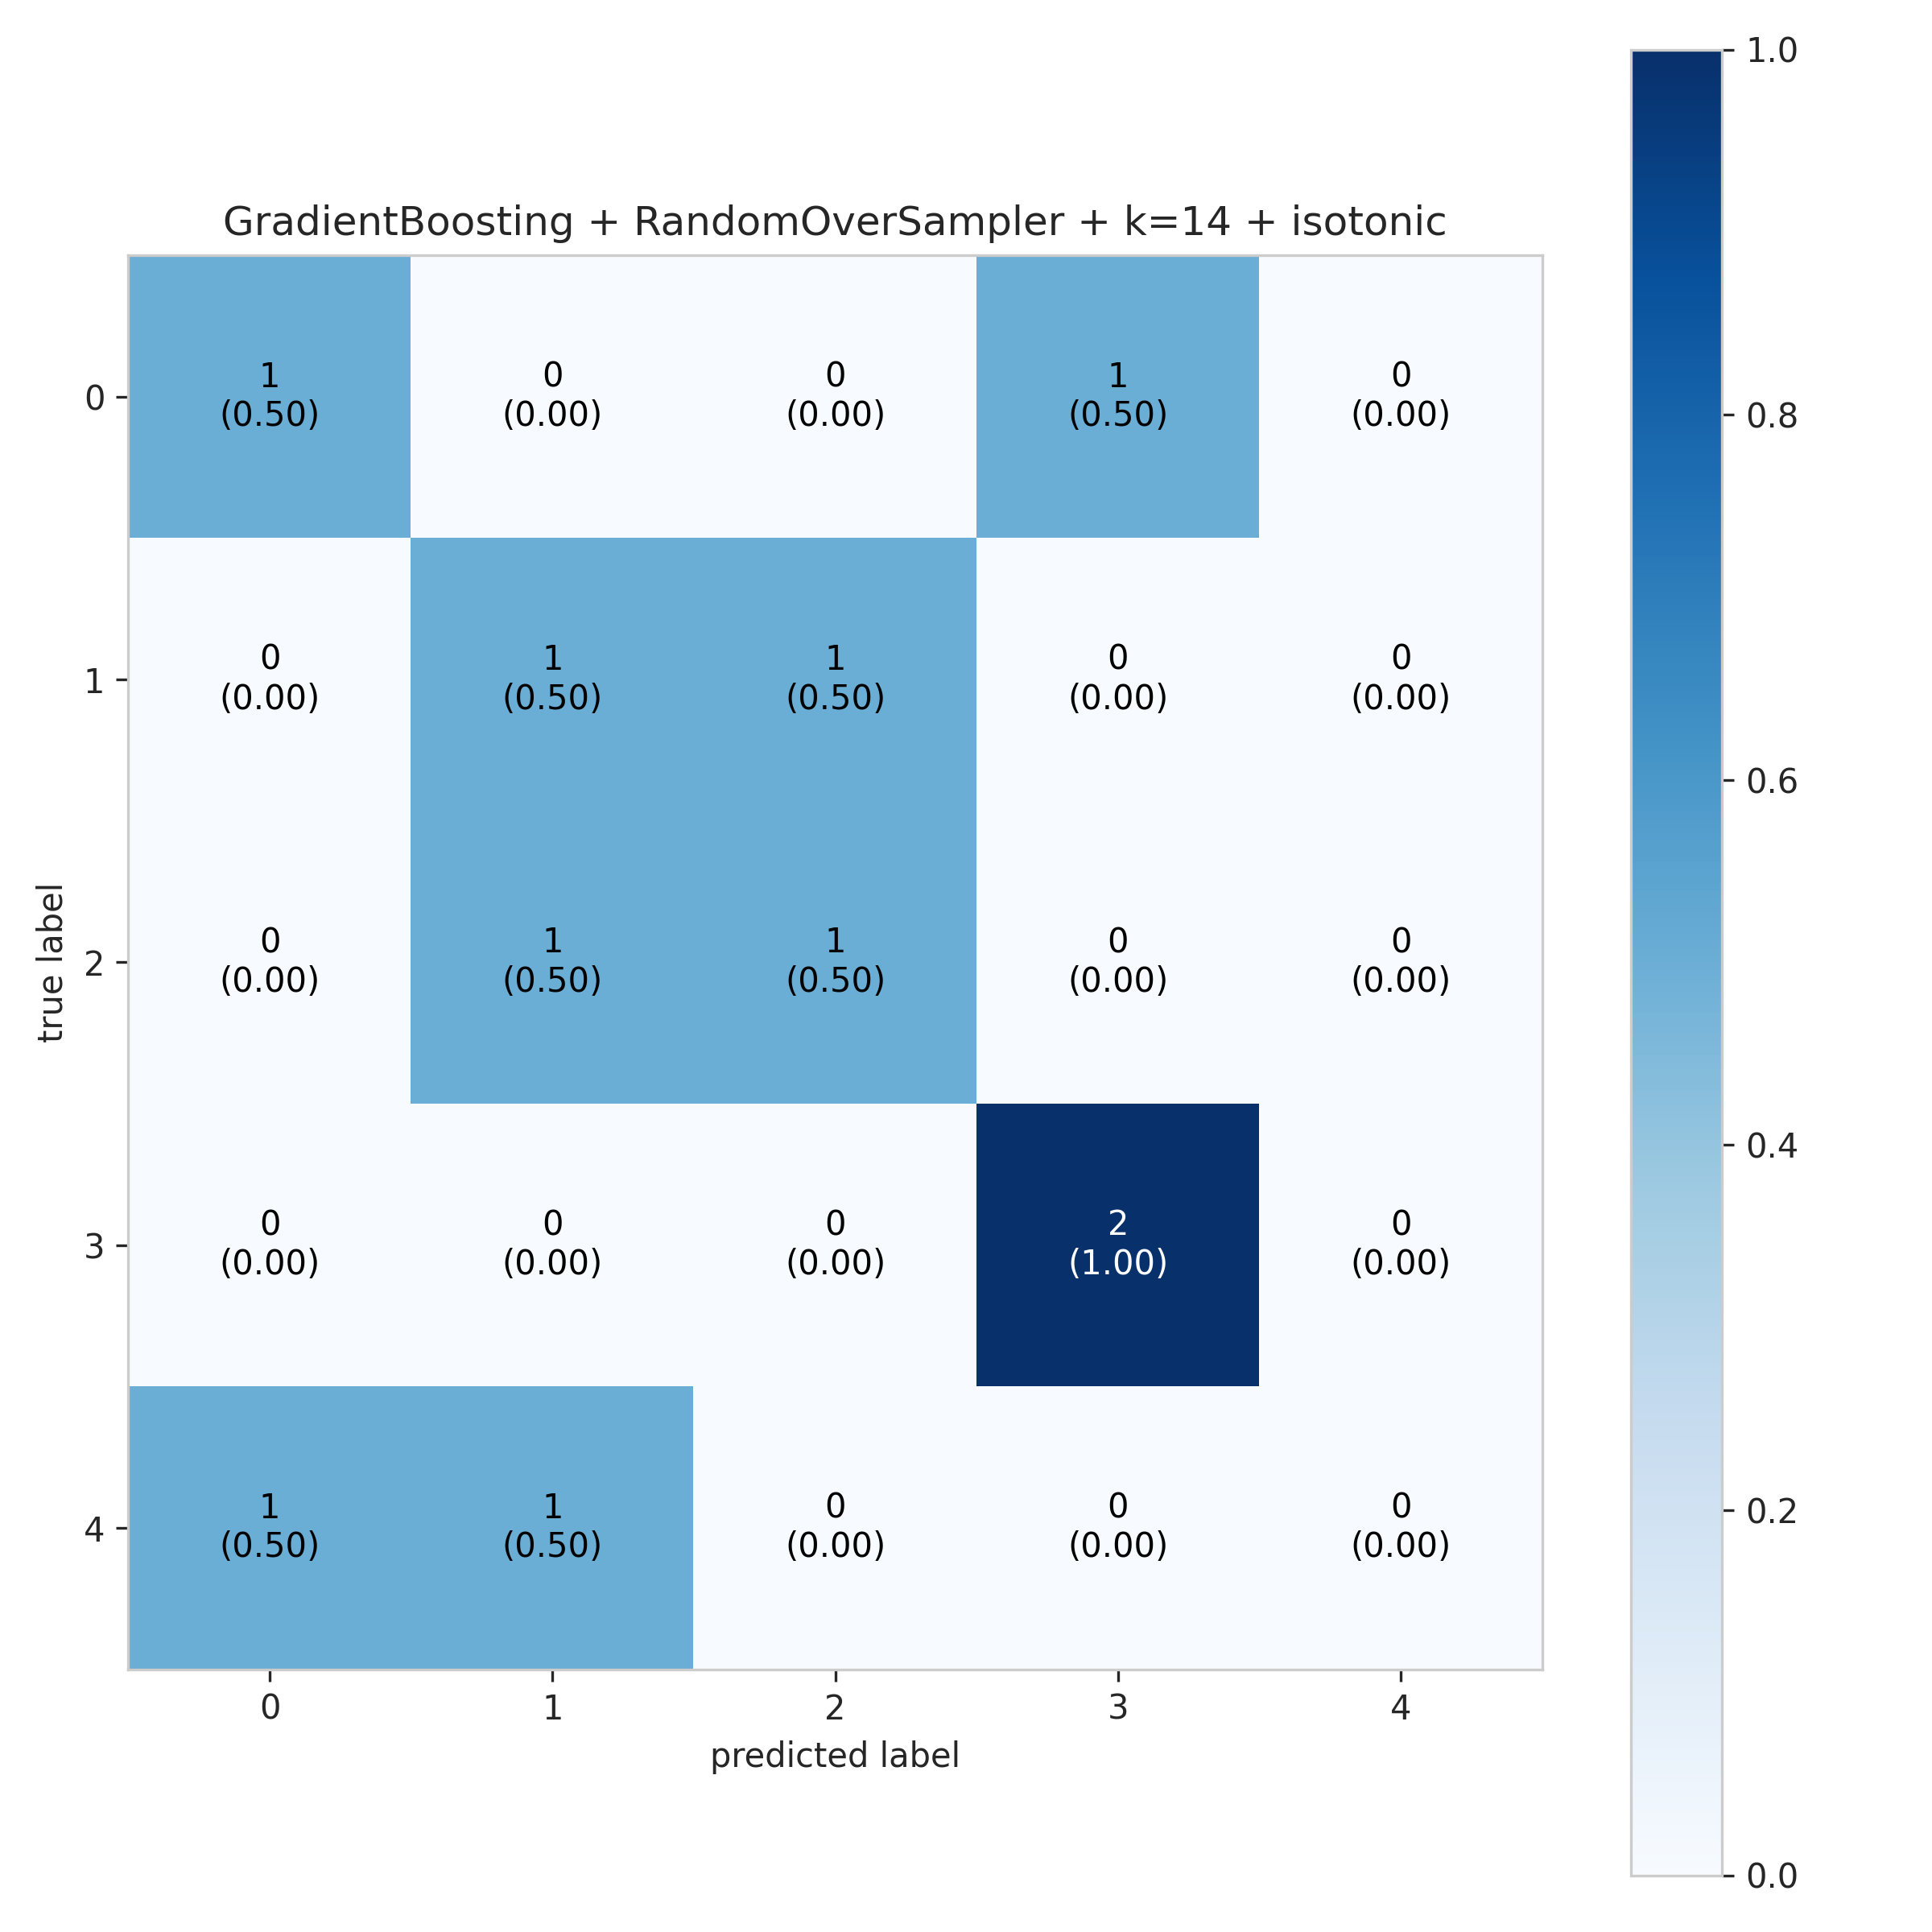 GradientBoosting + RandomOverSampler + k=14 + isotonic
1.0
0.8
0.6
0.4
0.2
0.0
true label
0
1 0 0 1 0
(0.50) (0.00) (0.00) (0.50) (0.00)
1
0 1 1 0 0
(0.00) (0.50) (0.50) (0.00) (0.00)
2
0 1 1 0 0
(0.00) (0.50) (0.50) (0.00) (0.00)
3
0 0 0 2 0
(0.00) (0.00) (0.00) (1.00) (0.00)
4
1 1 0 0 0
(0.50) (0.50) (0.00) (0.00) (0.00)
0 1 2 3 4
predicted label